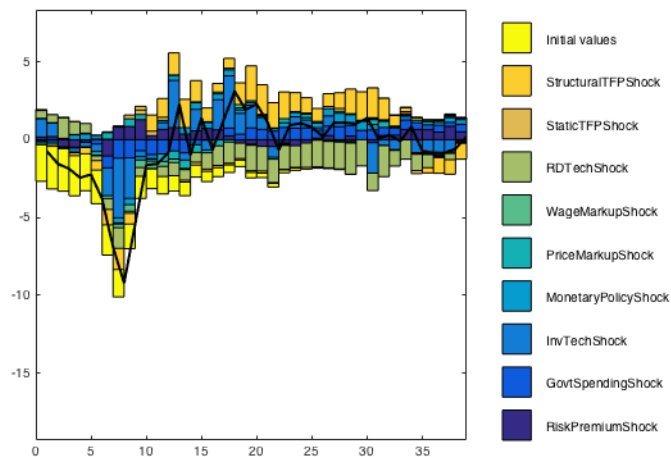 5
0
-5
-10
-15
0 5 10 15 20 25 30 35
Initial values
StructuralTFPShock
StaticTFPShock
RDTechShock
WageMarkupShock
PriceMarkupShock
MonetaryPolicyShock
InvTechShock
GovtSpendingShock
RiskPremiumShock